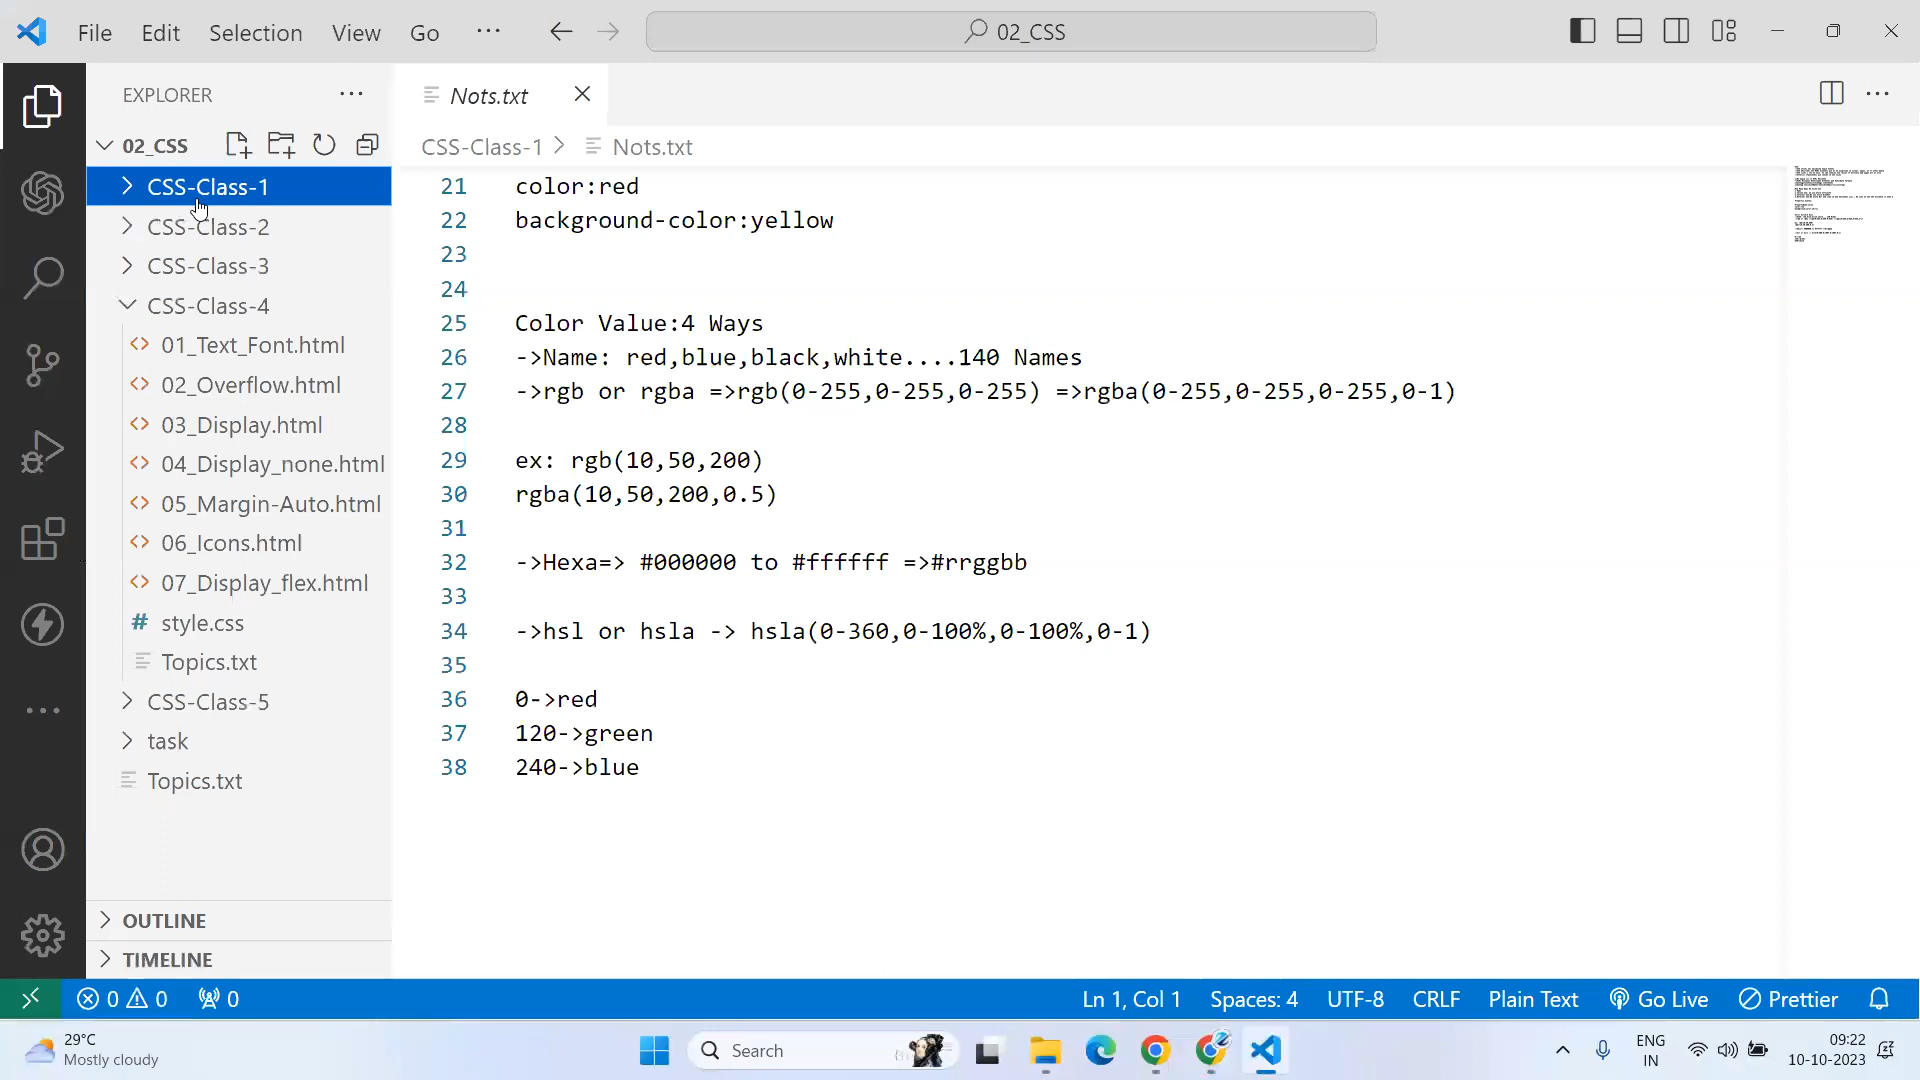 File Edit Selection View Go ... 02_CSS
EXPLORER ...
02_CSS
CSS-Class-1
CSS-Class-2
CSS-Class-3
CSS-Class-4
01_Text_Font.html
02_Overflow.html
03_Display.html
04_Display_none.html
05_Margin-Auto.html
06_Icons.html
07_Display_flex.html
# style.css
Topics.txt
CSS-Class-5
task
Topics.txt
OUTLINE
TIMELINE
Nots.txt
CSS-Class-1 > Nots.txt
21 color:red
22 background-color:yellow
23
24
25 Color Value:4 Ways
26 ->Name: red,blue,black,white....140 Names
27 ->rgb or rgba =>rgb(0-255,0-255,0-255) =>rgba(0-255,0-255,0-255,0-1)
28
29 ex: rgb(10,50,200)
30 rgba(10,50,200,0.5)
31
32 ->Hexa=> #000000 to #ffffff =>#rrggbb
33
34 ->hsl or hsla -> hsla(0-360,0-100%,0-100%,0-1)
35
36 0->red
37 120->green
38 240->blue
0 0 0 Ln 1, Col 1 Spaces: 4 UTF-8 CRLF Plain Text Go Live Prettier
29°C
Mostly cloudy
Search
ENG
IN
09:22
10-10-2023